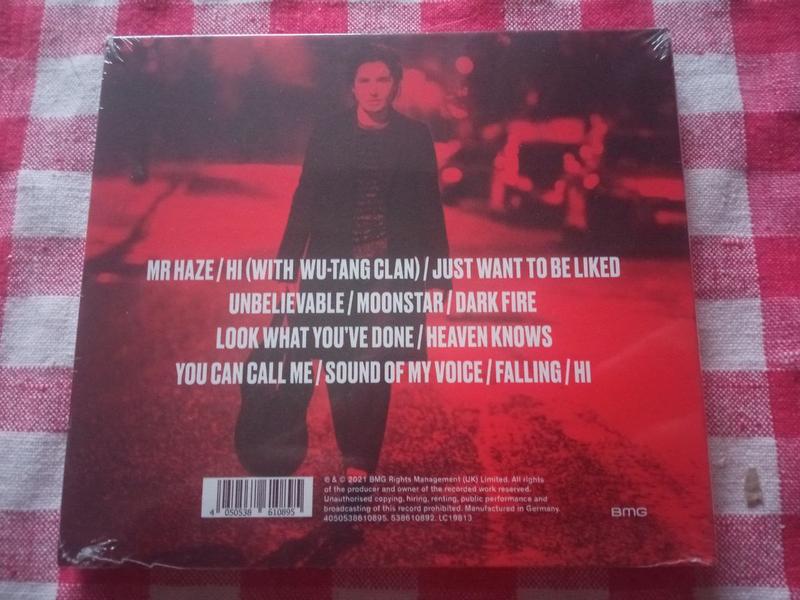 MR HAZE / HI (WITH WU-TANG CLAN) / JUST WANT TO BE LIKED
UNBELIEVABLE / MOONSTAR / DARK FIRE
LOOK WHAT YOU'VE DONE / HEAVEN KNOWS
YOU CAN CALL ME / SOUND OF MY VOICE / FALLING / HI
℗ & © 2021 BMG Rights Management (UK) Limited. All rights
of the producer and owner of the recorded work reserved.
Unauthorised copying, hiring, renting, public performance and
broadcasting of this record prohibited. Manufactured in Germany.
4050538610895. 538610892. LC19813
4 050538 610895
BMG